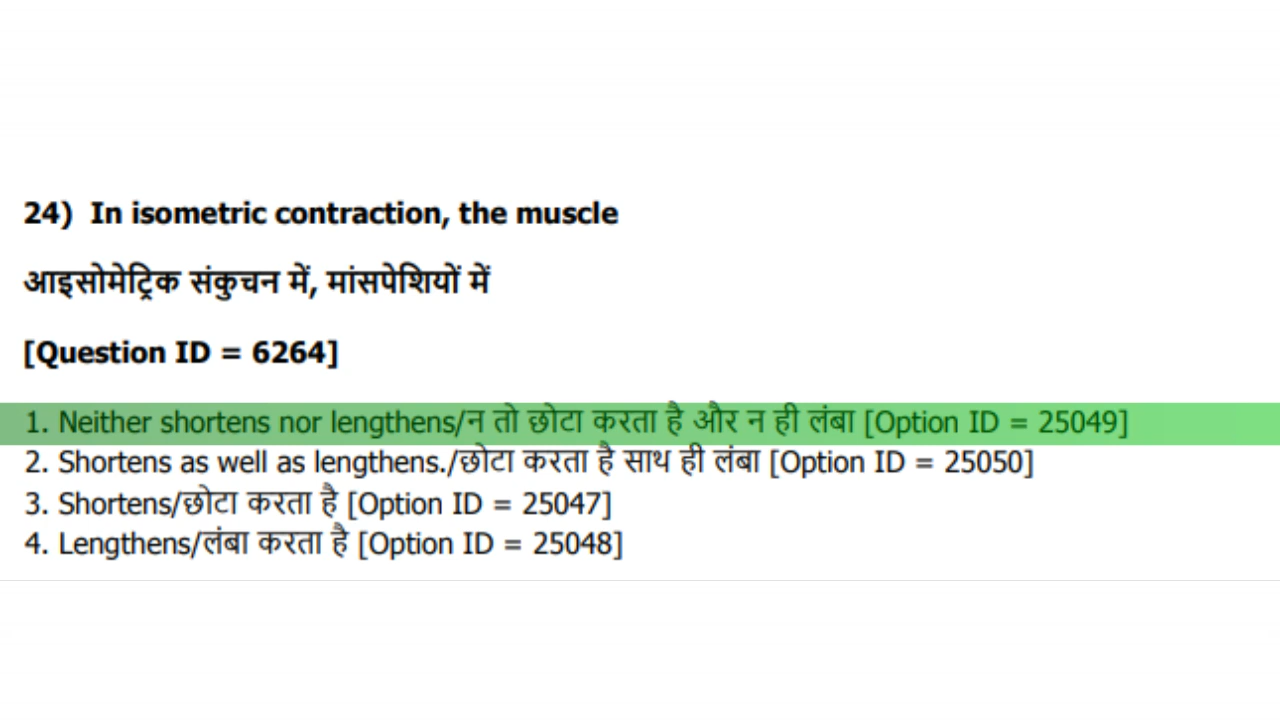 24) In isometric contraction, the muscle
आइसोमेट्रिक संकुचन में, मांसपेशियों में
[Question ID = 6264]
1. Neither shortens nor lengthens/न तो छोटा करता है और न ही लंबा [Option ID = 25049]
2. Shortens as well as lengthens./छोटा करता है साथ ही लंबा [Option ID = 25050]
3. Shortens/छोटा करता है [Option ID = 25047]
4. Lengthens/लंबा करता है [Option ID = 25048]